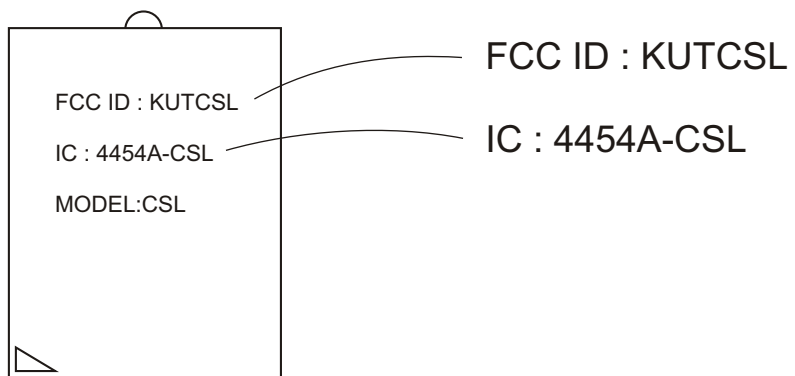 FCC ID : KUTCSL
IC : 4454A-CSL
MODEL:CSL
FCC ID : KUTCSL
IC : 4454A-CSL